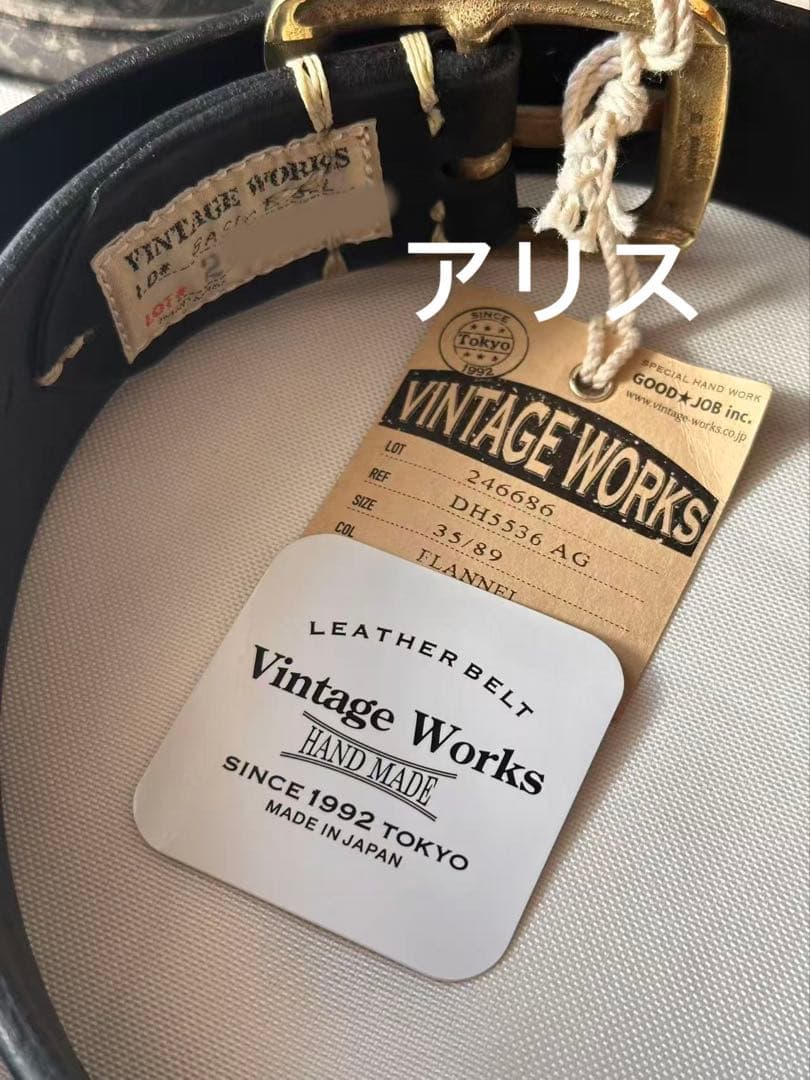 VINTAGE WORKS
I.D#
LOT# 2
アリス
SINCE
Tokyo
1992
SPECIAL HAND WORK
GOOD★JOB inc.
www.vintage-works.co.jp
VINTAGE WORKS
LOT 246686
REF DH5536 AG
SIZE 35/89
COL FLANNEL
LEATHER BELT
Vintage Works
HAND MADE
SINCE 1992 TOKYO
MADE IN JAPAN